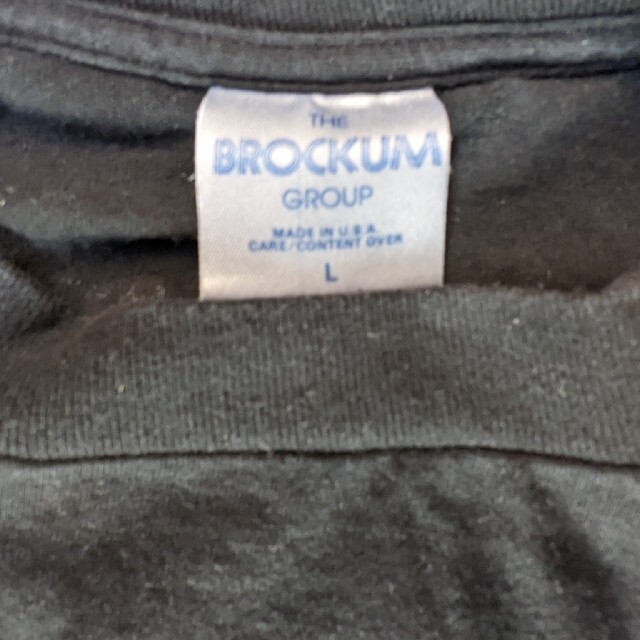 THE
BROCKUM
GROUP
MADE IN U.S.A.
CARE/CONTENT OVER
L